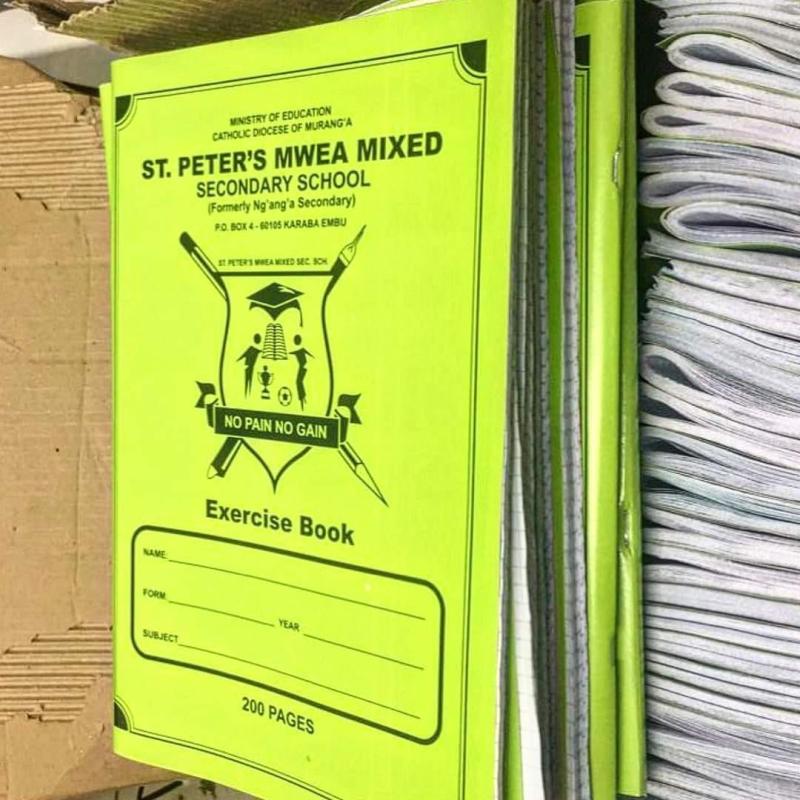 MINISTRY OF EDUCATION
CATHOLIC DIOCESE OF MURANG'A
ST. PETER'S MWEA MIXED
SECONDARY SCHOOL
(Formerly Ng'ang'a Secondary)
P.O. BOX 4 - 60105 KARABA EMBU
ST. PETER'S MWEA MIXED SEC. SCH.
NO PAIN NO GAIN
Exercise Book
NAME
FORM YEAR
SUBJECT
200 PAGES